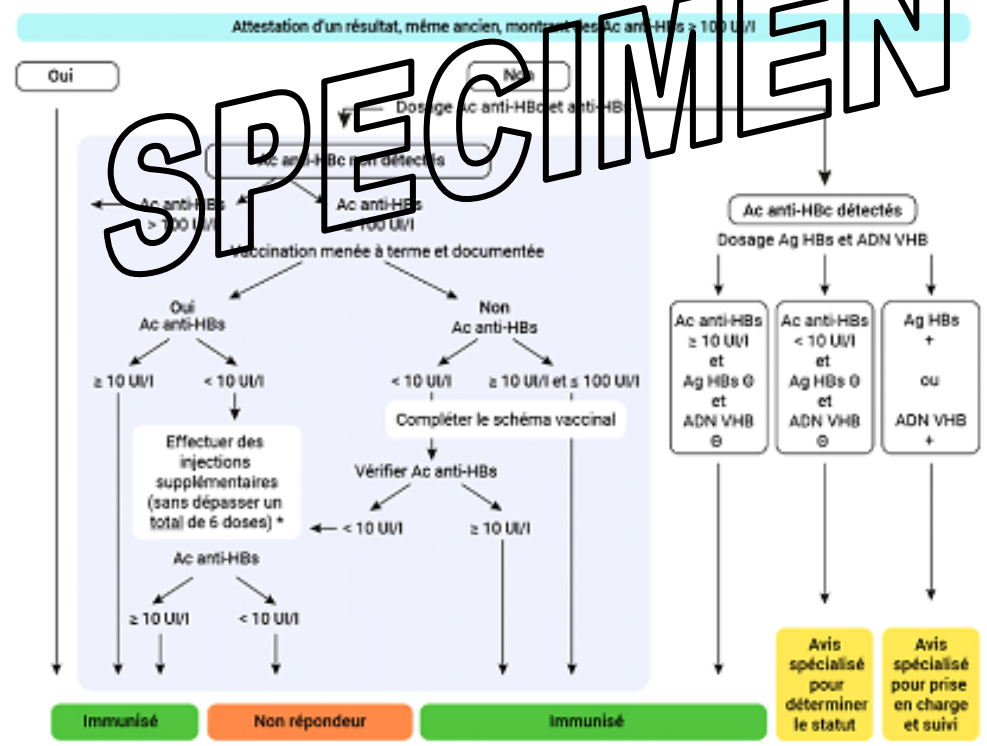 Attestation d'un résultat, même ancien, montrant des Ac anti-HBs ≥ 100 UI/l
SPECIMEN
Oui
Non
Dosage Ac anti-HBc et anti-HBs
Ac anti-HBc non détectés
Ac anti-HBs
> 100 UI/l
Ac anti-HBs
≤ 100 UI/l
Vaccination menée à terme et documentée
Oui
Ac anti-HBs
Non
Ac anti-HBs
≥ 10 UI/l
< 10 UI/l
< 10 UI/l
≥ 10 UI/l et ≤ 100 UI/l
Effectuer des
injections
supplémentaires
(sans dépasser un
total de 6 doses) *
Compléter le schéma vaccinal
Vérifier Ac anti-HBs
< 10 UI/l
≥ 10 UI/l
Ac anti-HBs
≥ 10 UI/l
< 10 UI/l
Ac anti-HBc détectés
Dosage Ag HBs et ADN VHB
Ac anti-HBs
≥ 10 UI/l
et
Ag HBs ⊖
et
ADN VHB
⊖
Ac anti-HBs
< 10 UI/l
et
Ag HBs ⊖
et
ADN VHB
⊖
Ag HBs
+
ou
ADN VHB
+
Immunisé
Non répondeur
Immunisé
Avis
spécialisé
pour
déterminer
le statut
Avis
spécialisé
pour prise
en charge
et suivi